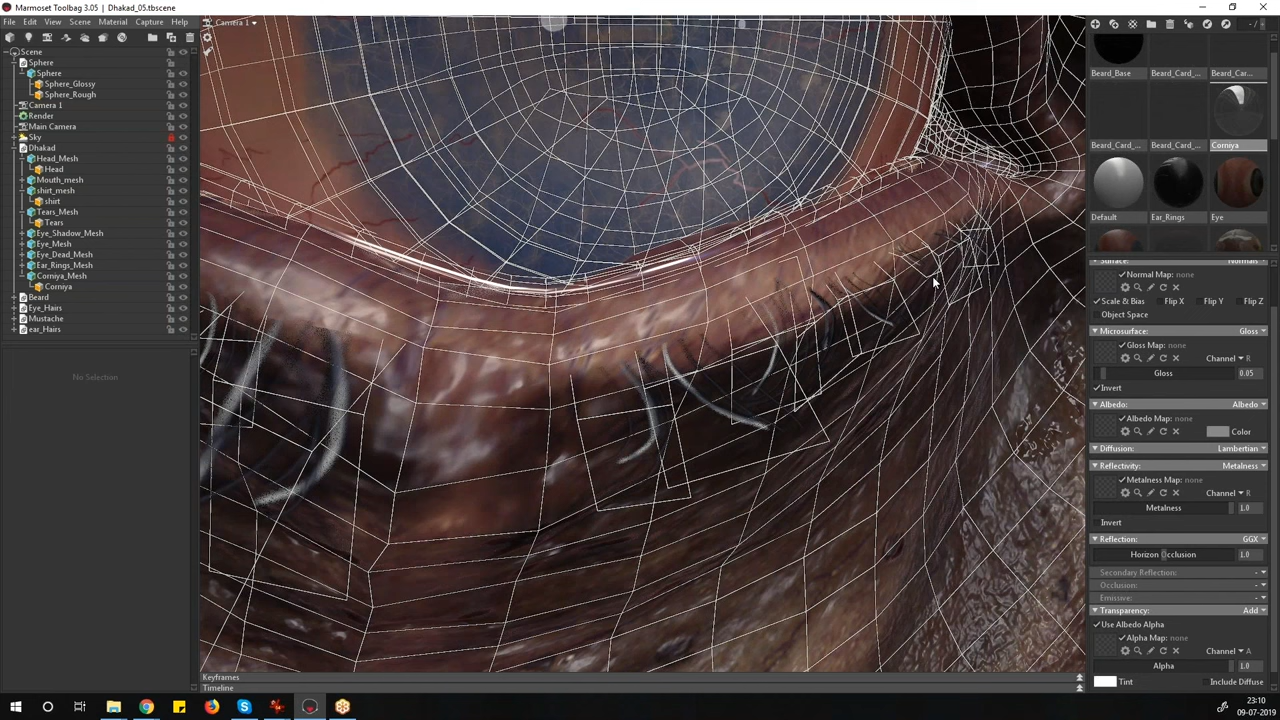 Marmoset Toolbag 3.05 | Dhakad_05.tbscene
File Edit View Scene Material Capture Help
Camera 1
Scene
Sphere
Sphere
Sphere_Glossy
Sphere_Rough
Camera 1
Render
Main Camera
Sky
Dhakad
Head_Mesh
Head
Mouth_mesh
shirt_mesh
shirt
Tears_Mesh
Tears
Eye_Shadow_Mesh
Eye_Mesh
Eye_Dead_Mesh
Ear_Rings_Mesh
Corniya_Mesh
Corniya
Beard
Eye_Hairs
Mustache
ear_Hairs
No Selection
Beard_Base Beard_Card_... Beard_Car...
Beard_Card_... Beard_Card_... Corniya
Default Ear_Rings Eye
Surface: Normals
Normal Map: none
Scale & Bias Flip X Flip Y Flip Z
Object Space
Microsurface: Gloss
Gloss Map: none
Channel R
Gloss 0.05
Invert
Albedo: Albedo
Albedo Map: none
Color
Diffusion: Lambertian
Reflectivity: Metalness
Metalness Map: none
Channel R
Metalness 1.0
Invert
Reflection: GGX
Horizon Occlusion 1.0
Secondary Reflection: -
Occlusion: -
Emissive: -
Transparency: Add
Use Albedo Alpha
Alpha Map: none
Channel A
Alpha 1.0
Tint Include Diffuse
Keyframes
Timeline
23:10
09-07-2019